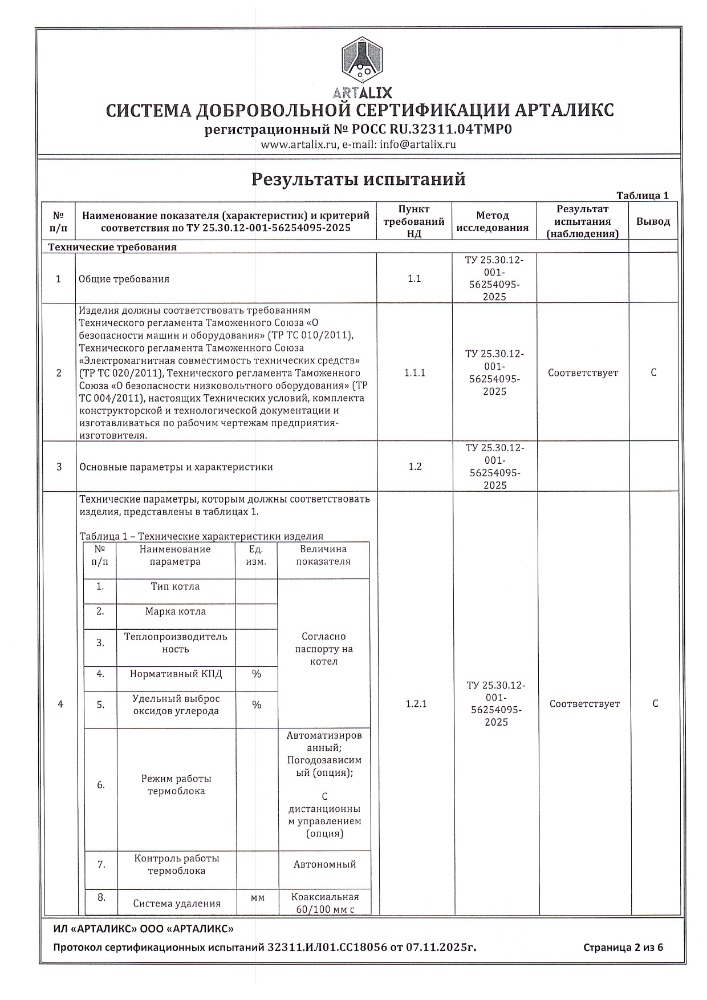 ARTALIX
СИСТЕМА ДОБРОВОЛЬНОЙ СЕРТИФИКАЦИИ АРТАЛИКС
регистрационный № РОСС RU.32311.04ТМР0
www.artalix.ru, e-mail: info@artalix.ru
Результаты испытаний
Таблица 1
№
п/п
Наименование показателя (характеристик) и критерий
соответствия по ТУ 25.30.12-001-56254095-2025
Пункт
требований
НД
Метод
исследования
Результат
испытания
(наблюдения)
Вывод
Технические требования
1
Общие требования
1.1
ТУ 25.30.12-
001-
56254095-
2025
2
Изделия должны соответствовать требованиям
Технического регламента Таможенного Союза «О
безопасности машин и оборудования» (ТР ТС 010/2011),
Технического регламента Таможенного Союза
«Электромагнитная совместимость технических средств»
(ТР ТС 020/2011), Технического регламента Таможенного
Союза «О безопасности низковольтного оборудования» (ТР
ТС 004/2011), настоящих Технических условий, комплекта
конструкторской и технологической документации и
изготавливаться по рабочим чертежам предприятия-
изготовителя.
1.1.1
ТУ 25.30.12-
001-
56254095-
2025
Соответствует
С
3
Основные параметры и характеристики
1.2
ТУ 25.30.12-
001-
56254095-
2025
4
Технические параметры, которым должны соответствовать
изделия, представлены в таблицах 1.
Таблица 1 – Технические характеристики изделия
№
п/п
Наименование
параметра
Ед.
изм.
Величина
показателя
1.
Тип котла
2.
Марка котла
3.
Теплопроизводитель
ность
4.
Нормативный КПД
%
5.
Удельный выброс
оксидов углерода
%
Согласно
паспорту на
котел
6.
Режим работы
термоблока
Автоматизиров
анный;
Погодозависим
ый (опция);
С
дистанционны
м управлением
(опция)
7.
Контроль работы
термоблока
Автономный
8.
Система удаления
мм
Коаксиальная
60/100 мм с
1.2.1
ТУ 25.30.12-
001-
56254095-
2025
Соответствует
С
ИЛ «АРТАЛИКС» ООО «АРТАЛИКС»
Протокол сертификационных испытаний 32311.ИЛ01.СС18056 от 07.11.2025г.
Страница 2 из 6